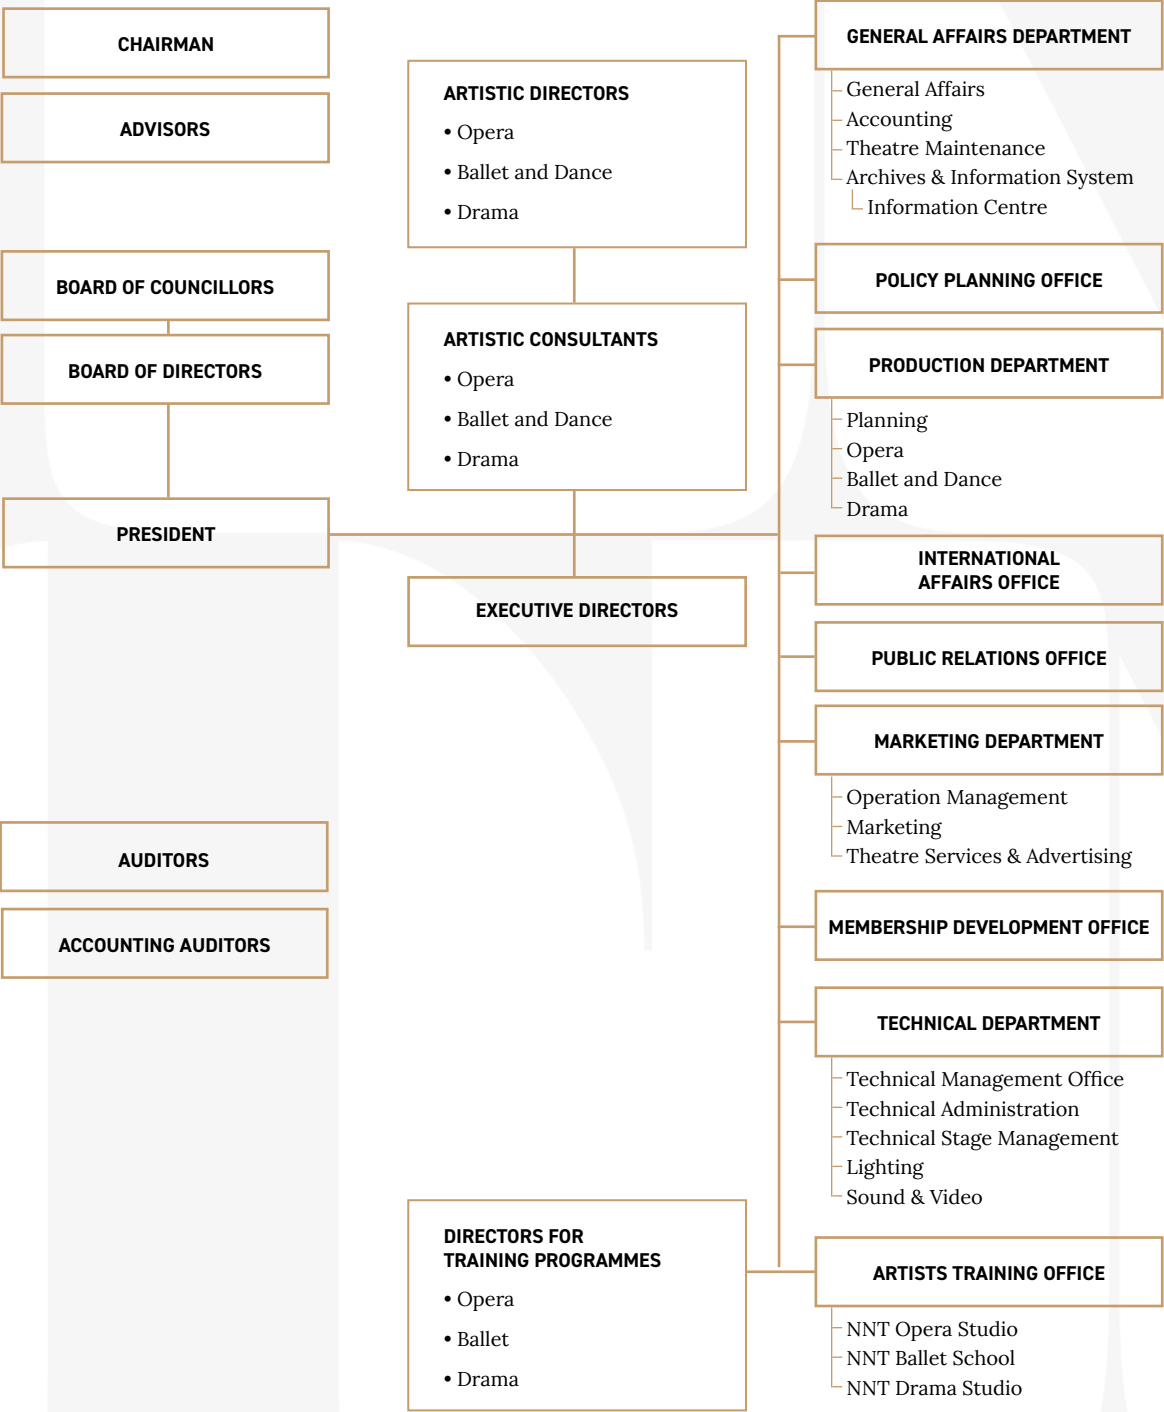 CHAIRMAN
ADVISORS
BOARD OF COUNCILLORS
BOARD OF DIRECTORS
PRESIDENT
AUDITORS
ACCOUNTING AUDITORS
ARTISTIC DIRECTORS
• Opera
• Ballet and Dance
• Drama
ARTISTIC CONSULTANTS
• Opera
• Ballet and Dance
• Drama
EXECUTIVE DIRECTORS
DIRECTORS FOR
TRAINING PROGRAMMES
• Opera
• Ballet
• Drama
GENERAL AFFAIRS DEPARTMENT
General Affairs
Accounting
Theatre Maintenance
Archives & Information System
Information Centre
POLICY PLANNING OFFICE
PRODUCTION DEPARTMENT
Planning
Opera
Ballet and Dance
Drama
INTERNATIONAL
AFFAIRS OFFICE
PUBLIC RELATIONS OFFICE
MARKETING DEPARTMENT
Operation Management
Marketing
Theatre Services & Advertising
MEMBERSHIP DEVELOPMENT OFFICE
TECHNICAL DEPARTMENT
Technical Management Office
Technical Administration
Technical Stage Management
Lighting
Sound & Video
ARTISTS TRAINING OFFICE
NNT Opera Studio
NNT Ballet School
NNT Drama Studio